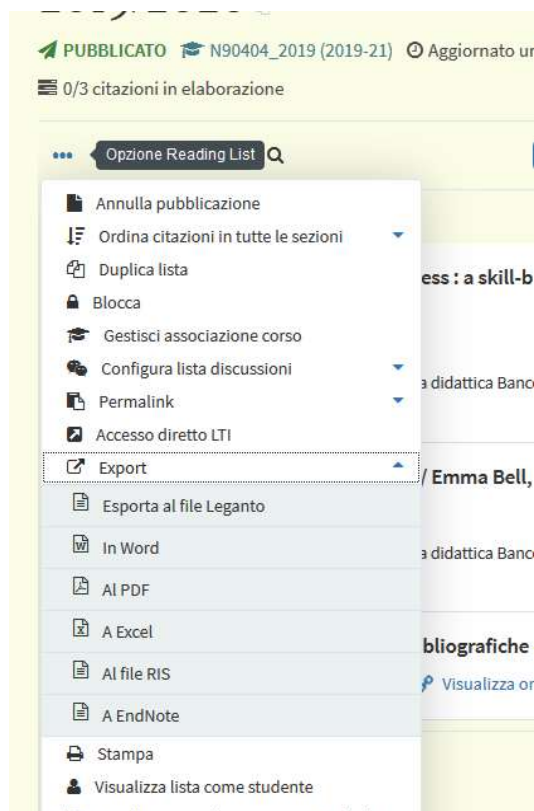 PUBBLICATO N90404_2019 (2019-21) Aggiornato
0/3 citazioni in elaborazione
Opzione Reading List
Annulla pubblicazione
Ordina citazioni in tutte le sezioni
Duplica lista
ess : a skill-b
Blocca
Gestisci associazione corso
Configura lista discussioni
a didattica Banc
Permalink
Accesso diretto LTI
Export
/ Emma Bell,
Esporta al file Leganto
In Word
a didattica Banc
Al PDF
A Excel
bliografiche
Al file RIS
Visualizza
A EndNote
Stampa
Visualizza lista come studente